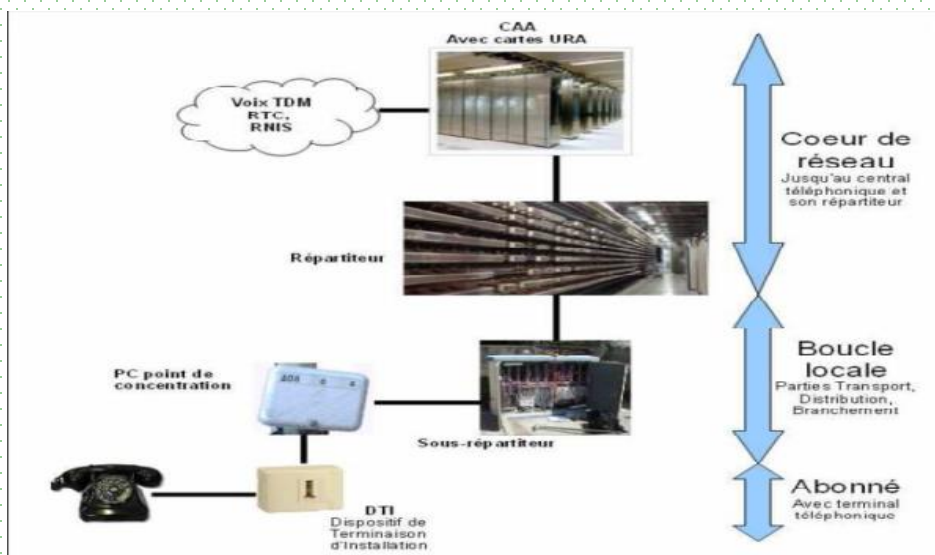 CAA
Avec cartes URA
Voix TDM
RTC,
RNIS
Coeur de
réseau
Jusqu'au central
téléphonique et
son répartiteur
Répartiteur
Boucle
locale
Parties Transport,
Distribution,
Branchement
PC point de
concentration
Sous-répartiteur
DTI
Dispositif de
Terminaison
d'Installation
Abonné
Avec terminal
téléphonique